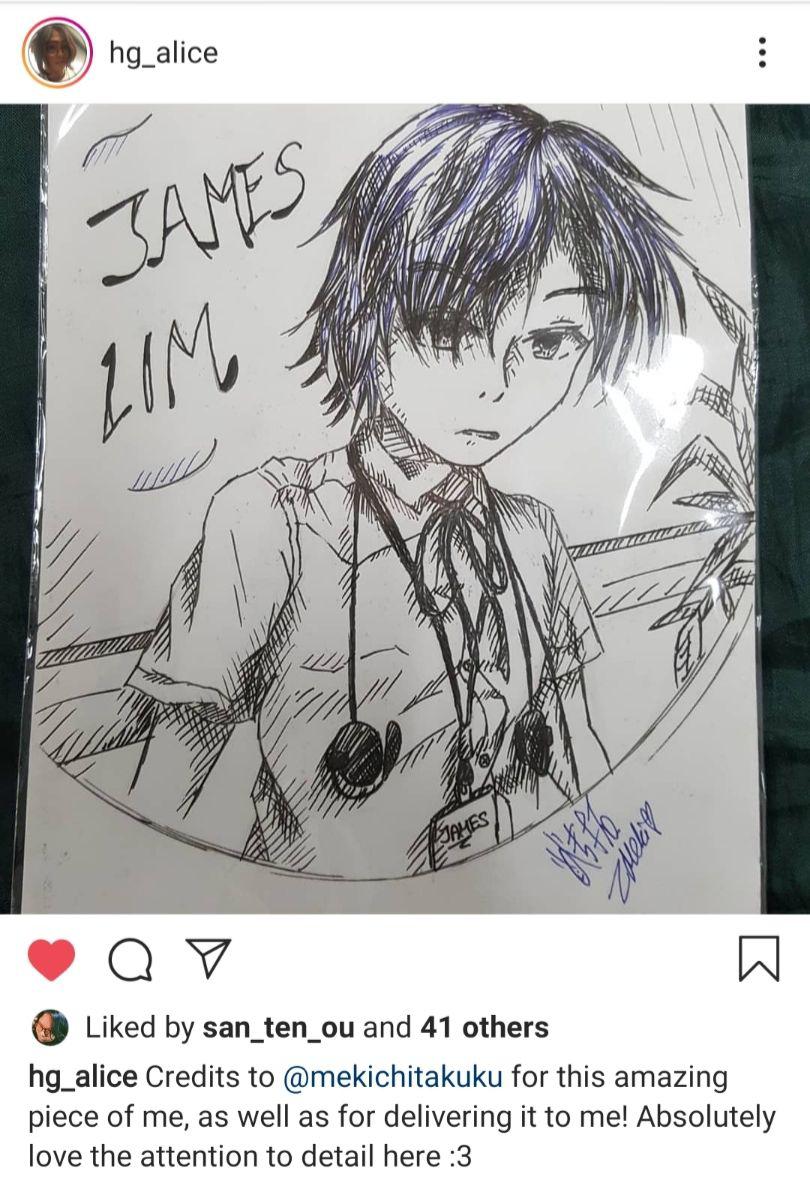 hg_alice
JAMES
LIM
JAMES
Liked by san_ten_ou and 41 others
hg_alice Credits to @mekichitakuku for this amazing
piece of me, as well as for delivering it to me! Absolutely
love the attention to detail here :3